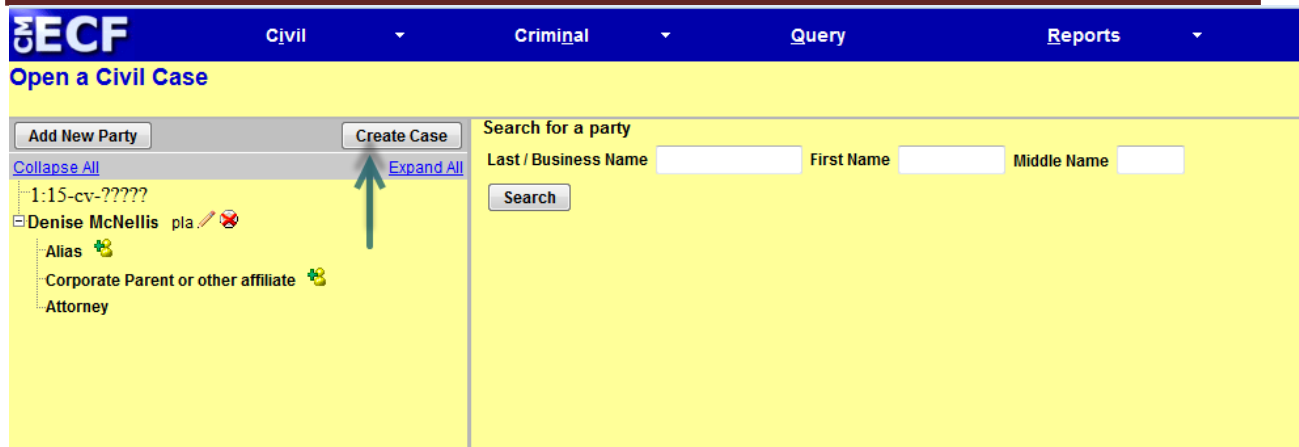 CM ECF Civil Criminal Query Reports
Open a Civil Case
Add New Party Create Case
Collapse All Expand All
1:15-cv-?????
Denise McNellis pla
Alias
Corporate Parent or other affiliate
Attorney
Search for a party
Last / Business Name First Name Middle Name
Search